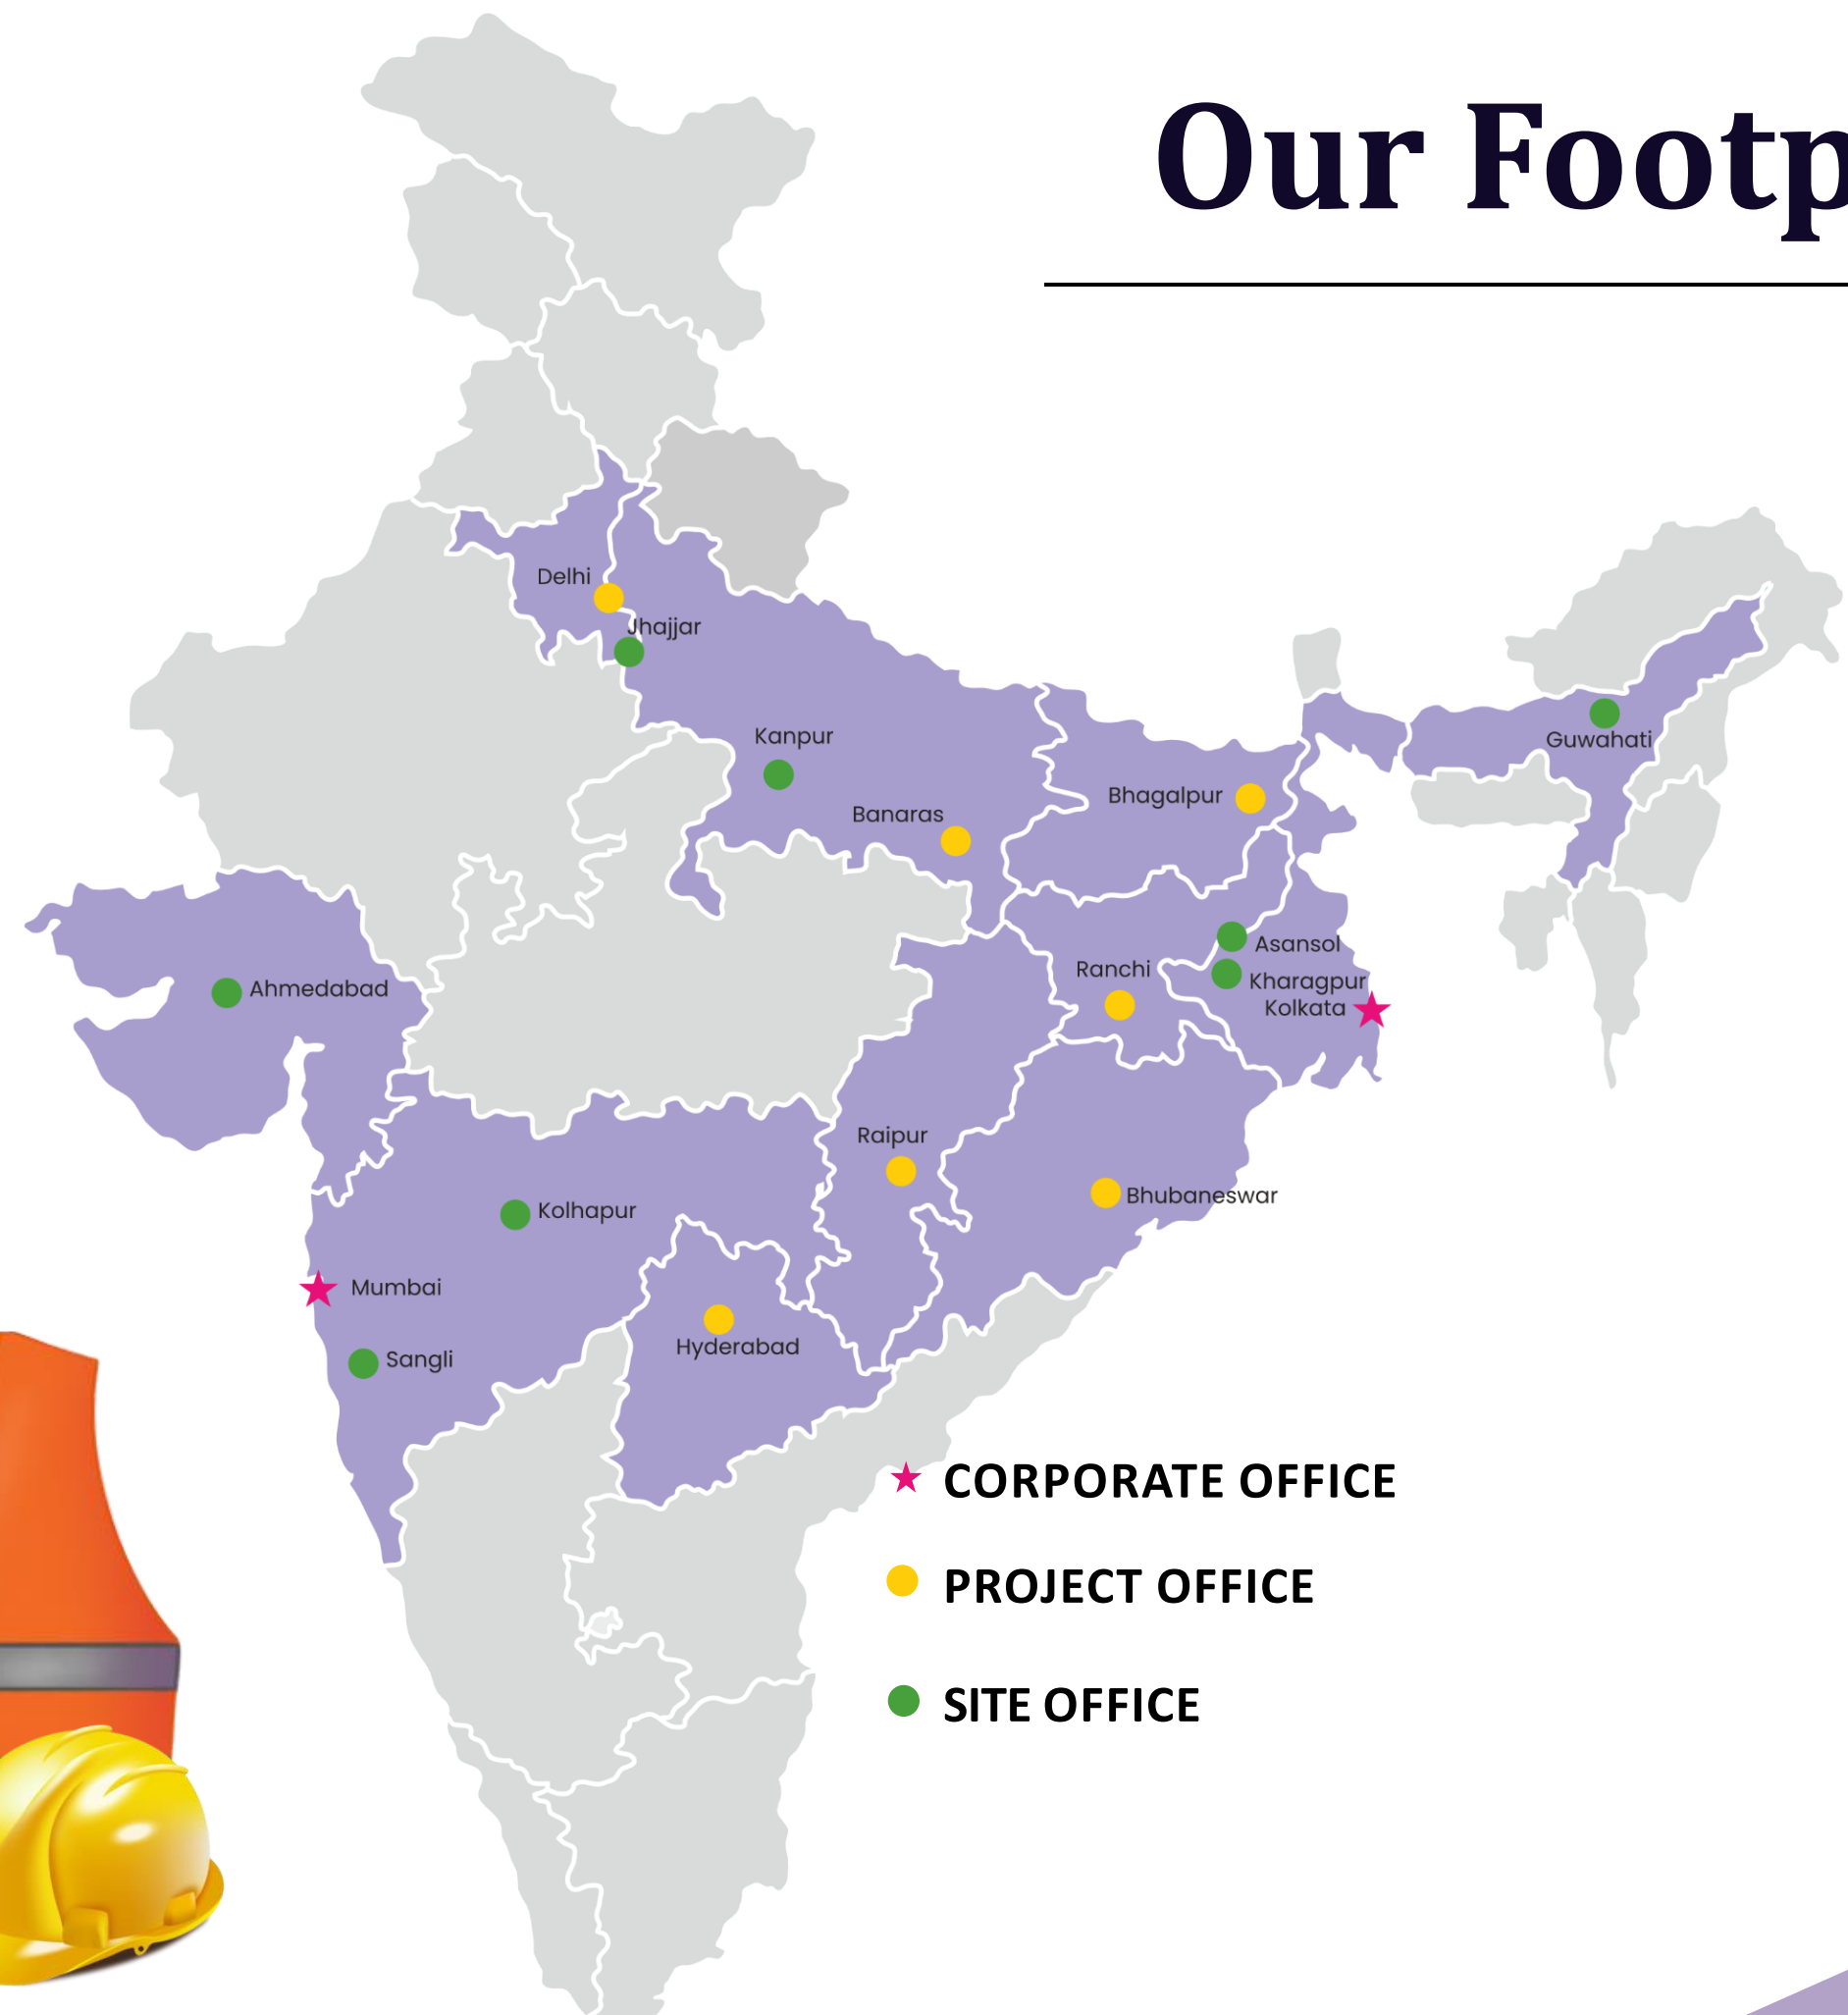 Our Footp
Delhi
Jhajjar
Kanpur
Guwahati
Bhagalpur
Banaras
Asansol
Ranchi
Kharagpur
Ahmedabad
Kolkata
Raipur
Bhubaneswar
Kolhapur
Mumbai
Hyderabad
Sangli
CORPORATE OFFICE
PROJECT OFFICE
SITE OFFICE